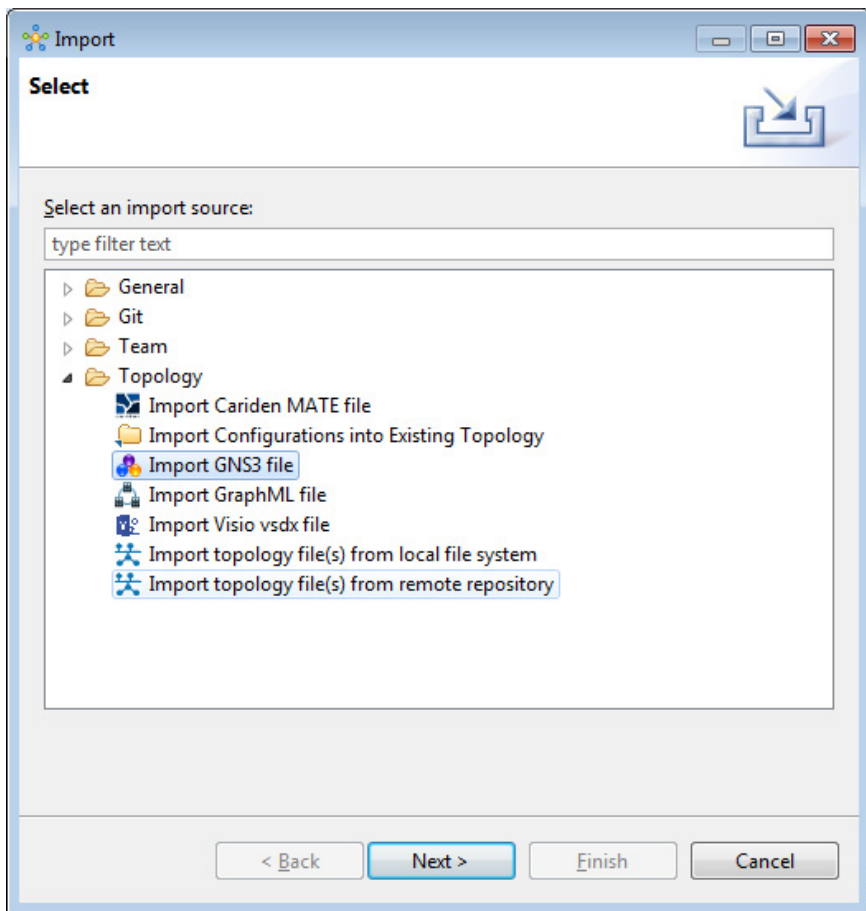 Import
Select
Select an import source:
type filter text
General
Git
Team
Topology
Import Cariden MATE file
Import Configurations into Existing Topology
Import GNS3 file
Import GraphML file
Import Visio vsdx file
Import topology file(s) from local file system
Import topology file(s) from remote repository
< Back Next > Finish Cancel